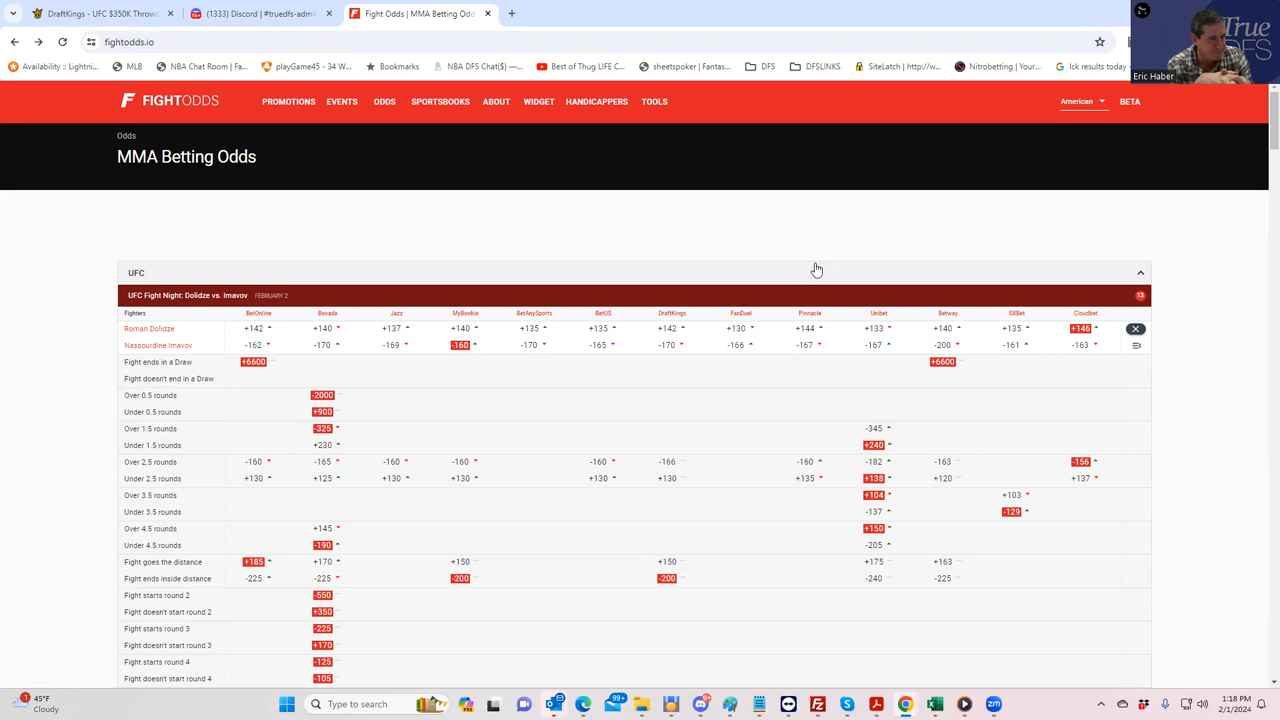 DraftKings - UFC $350K Throw
(1333) Discord | #truedfs-admin
Fight Odds | MMA Betting Odd
fightodds.io
Availability :: Lightni...
MLB
NBA Chat Room | Fa...
playGame45 - 34 W...
Bookmarks
NBA DFS Chat($) —...
Best of Thug LIFE C...
sheetspoker | Fantas...
DFS
DFSLINKS
SiteLatch | http://w...
Nitrobetting | Your...
Ick results today : ...
True
DFS
Eric Haber
FIGHTODDS
PROMOTIONS EVENTS ODDS SPORTSBOOKS ABOUT WIDGET HANDICAPPERS TOOLS
American
BETA
Odds
MMA Betting Odds
UFC
UFC Fight Night: Dolidze vs. Imavov FEBRUARY 2 13
Fighters BetOnline Bovada Jazz MyBookie BetAnySports BetUS DraftKings FanDuel Pinnacle Unibet Betway SXBet Cloudbet
Roman Dolidze +142 +140 +137 +140 +135 +135 +142 +130 +144 +133 +140 +135 +146
Nassourdine Imavov -162 -170 -169 -160 -170 -165 -170 -166 -167 -167 -200 -161 -163
Fight ends in a Draw +6600 +6600
Fight doesn't end in a Draw
Over 0.5 rounds -2000
Under 0.5 rounds +900
Over 1.5 rounds -325 -345
Under 1.5 rounds +230 +240
Over 2.5 rounds -160 -165 -160 -160 -160 -166 -160 -182 -163 -156
Under 2.5 rounds +130 +125 +130 +130 +130 +130 +135 +138 +120 +137
Over 3.5 rounds +104 +103
Under 3.5 rounds -137 -129
Over 4.5 rounds +145 +150
Under 4.5 rounds -190 -205
Fight goes the distance +185 +170 +150 +150 +175 +163
Fight ends inside distance -225 -225 -200 -200 -240 -225
Fight starts round 2 -550
Fight doesn't start round 2 +350
Fight starts round 3 -225
Fight doesn't start round 3 +170
Fight starts round 4 -125
Fight doesn't start round 4 -105
1
45°F
Cloudy
Type to search
99+
1:18 PM
2/1/2024